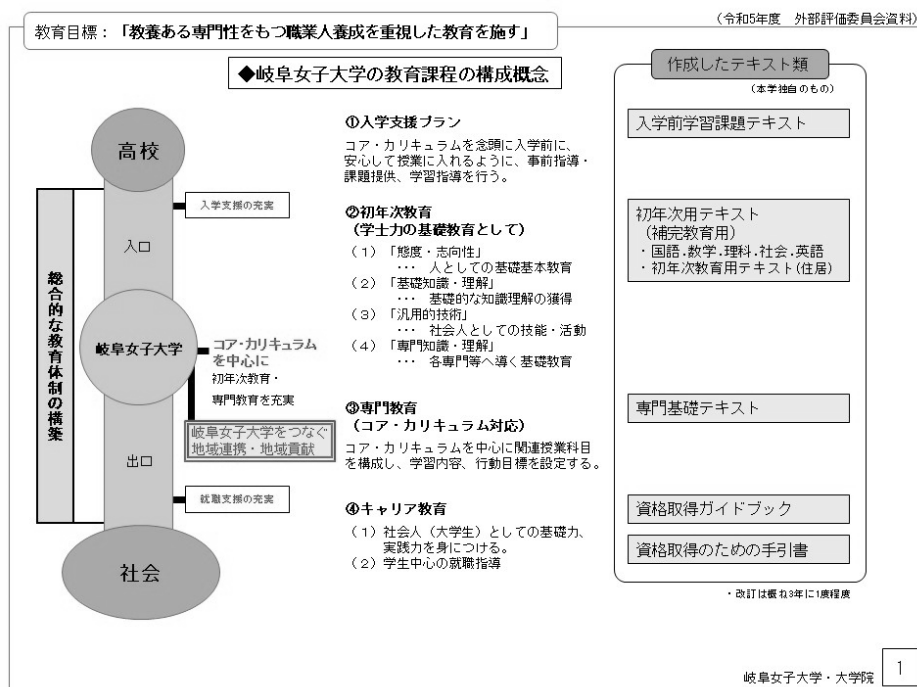 (令和5年度　外部評価委員会資料)
教育目標：「教養ある専門性をもつ職業人養成を重視した教育を施す」
◆岐阜女子大学の教育課程の構成概念
高校
入学支援の充実
入口
総合的な教育体制の構築
岐阜女子大学
コア・カリキュラム
を中心に
初年次教育・
専門教育を充実
岐阜女子大学をつなぐ
地域連携・地域貢献
出口
就職支援の充実
社会
①入学支援プラン
コア・カリキュラムを念頭に入学前に、
安心して授業に入れるように、事前指導・
課題提供、学習指導を行う。
②初年次教育
(学士力の基礎教育として)
(1)「態度・志向性」
… 人としての基礎基本教育
(2)「基礎知識・理解」
… 基礎的な知識理解の獲得
(3)「汎用的技術」
… 社会人としての技能・活動
(4)「専門知識・理解」
… 各専門等へ導く基礎教育
③専門教育
(コア・カリキュラム対応)
コア・カリキュラムを中心に関連授業科目
を構成し、学習内容、行動目標を設定する。
④キャリア教育
(1)社会人（大学生）としての基礎力、
実践力を身につける。
(2)学生中心の就職指導
作成したテキスト類
(本学独自のもの)
入学前学習課題テキスト
初年次用テキスト
(補完教育用)
・国語.数学.理科.社会.英語
・初年次教育用テキスト(住居)
専門基礎テキスト
資格取得ガイドブック
資格取得のための手引書
・改訂は概ね3年に1度程度
岐阜女子大学・大学院
1